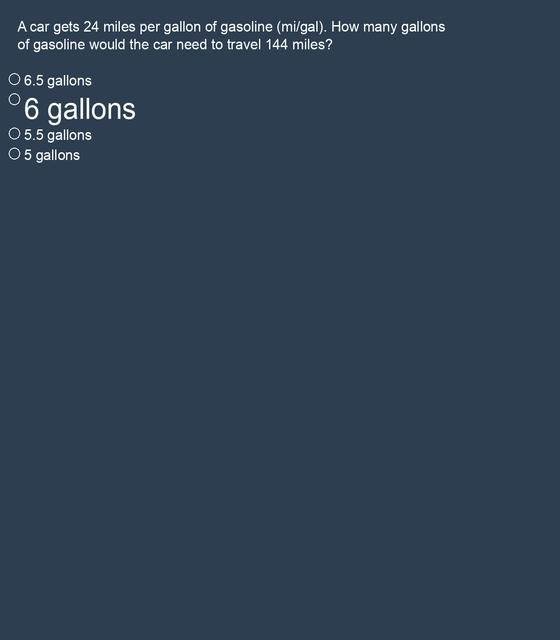 A car gets 24 miles per gallon of gasoline (mi/gal). How many gallons
of gasoline would the car need to travel 144 miles?
6.5 gallons
6 gallons
5.5 gallons
5 gallons